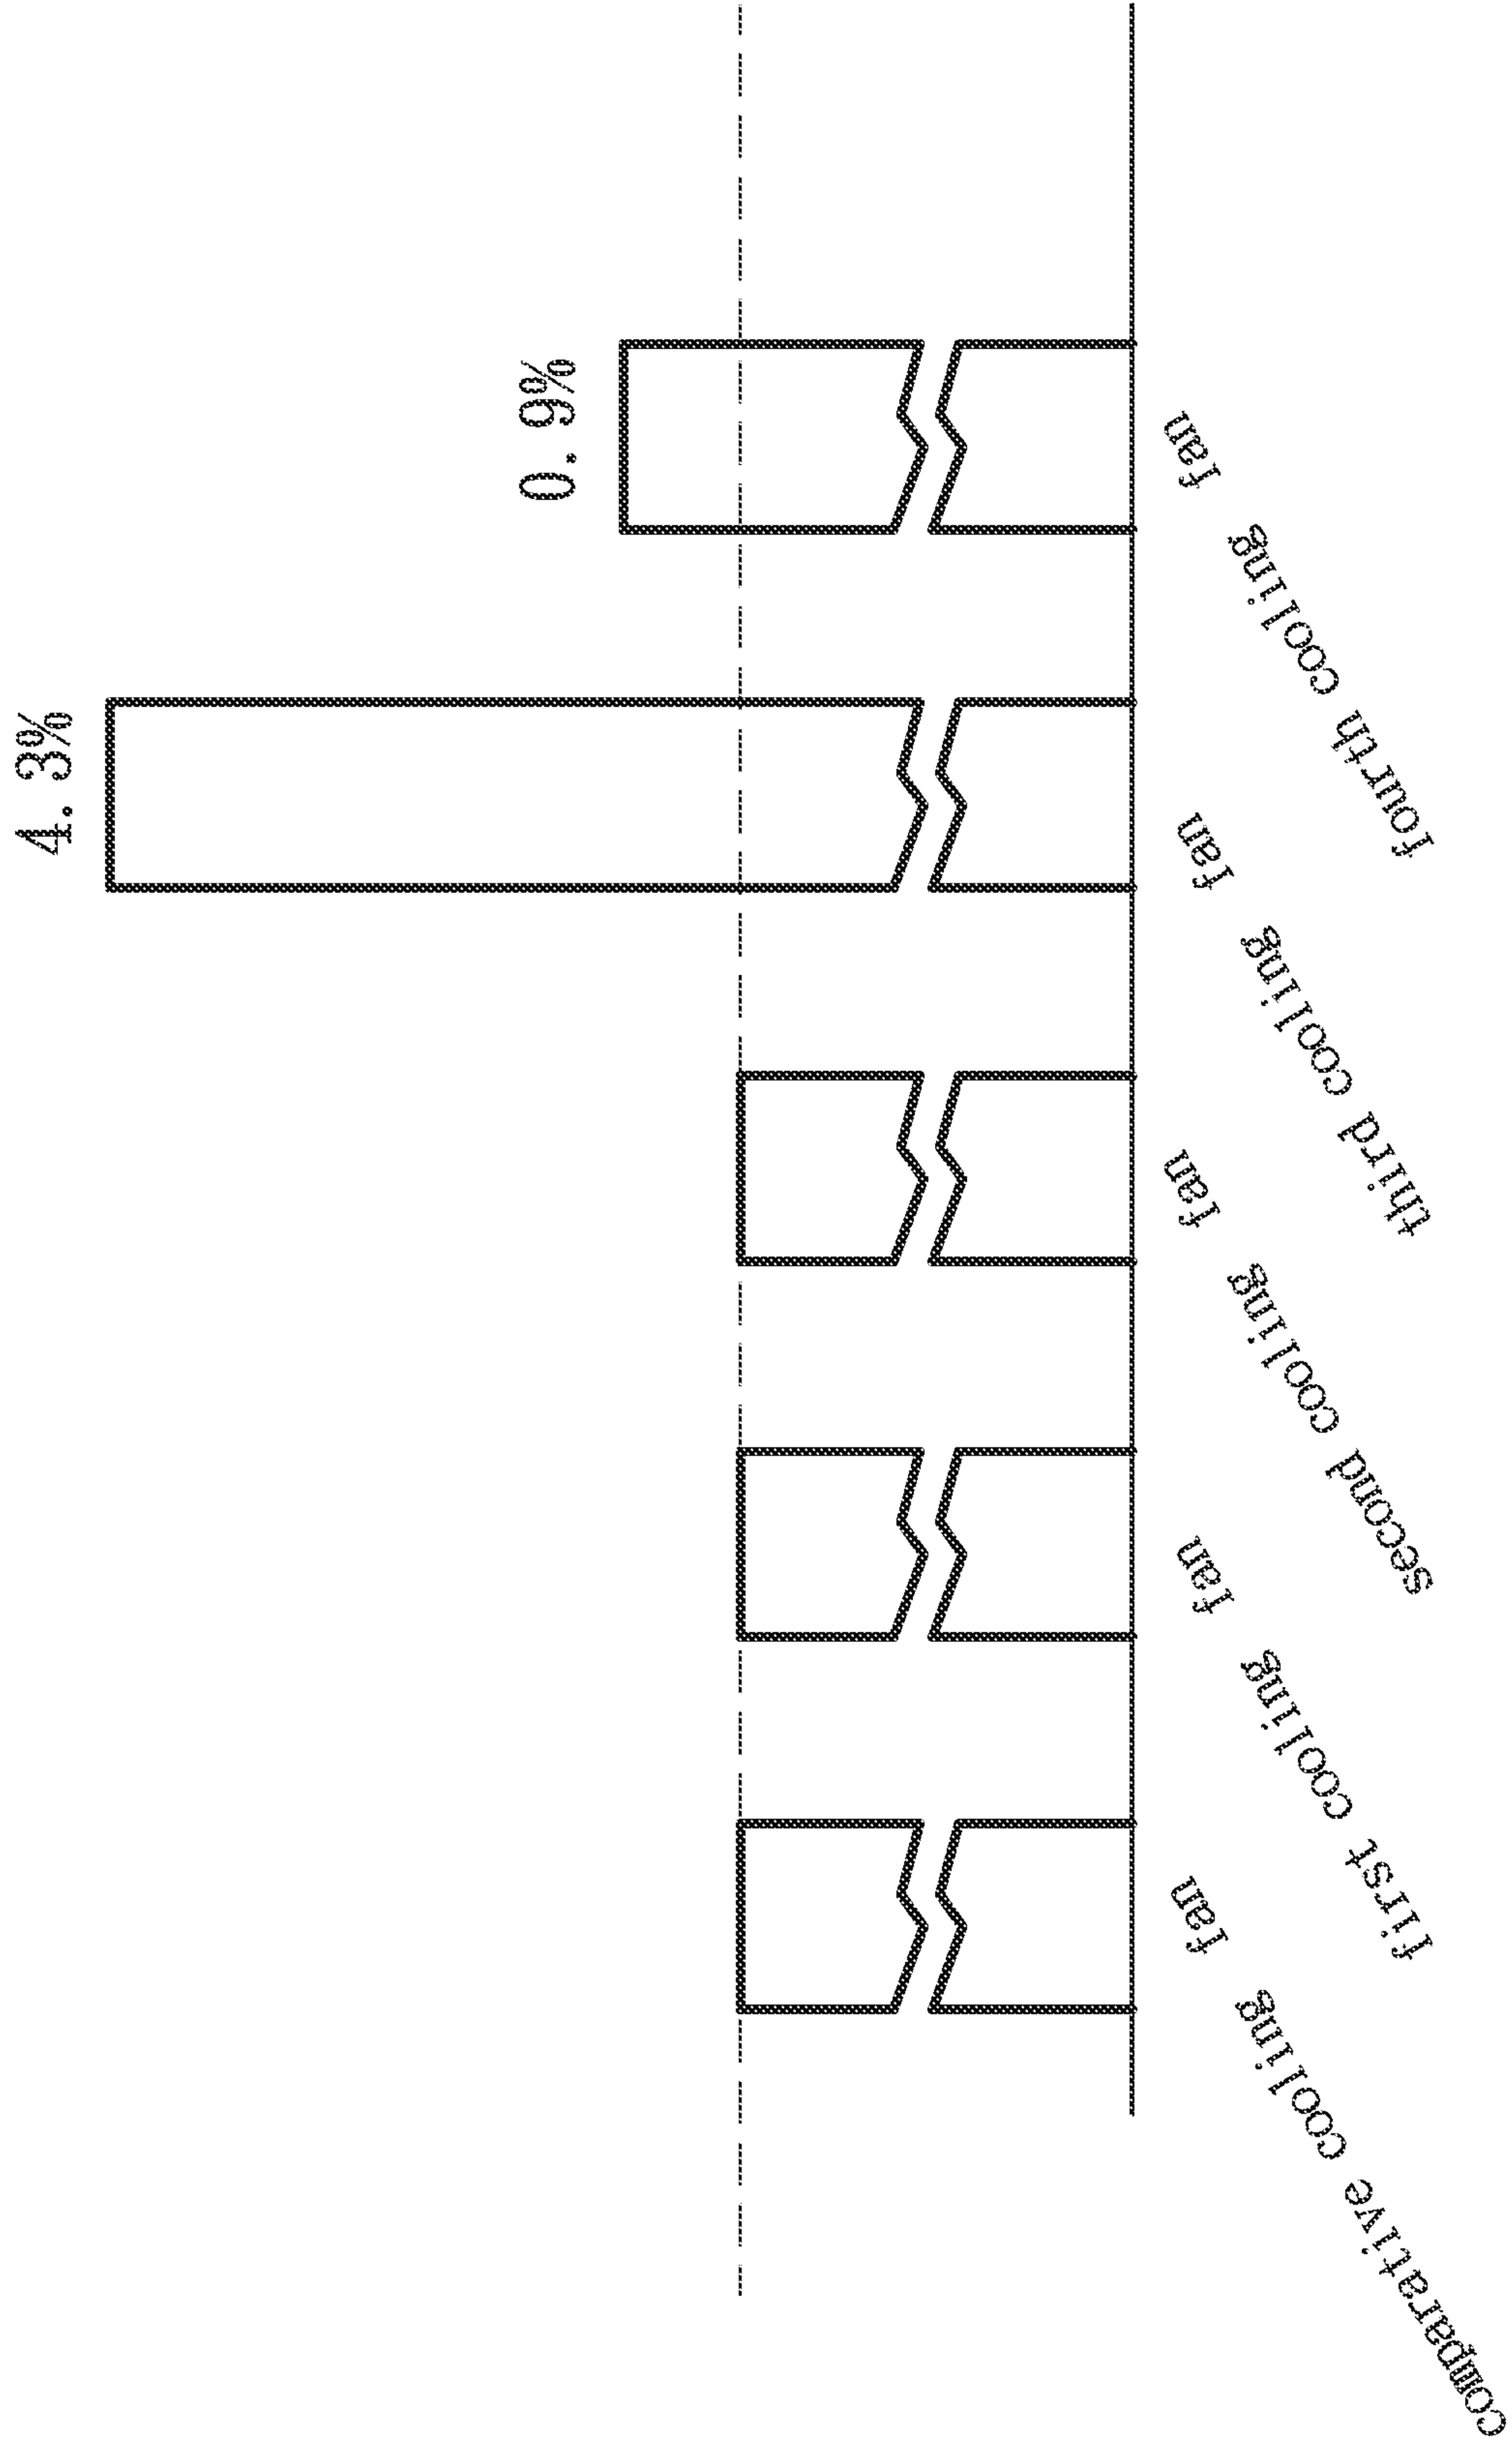 4.3%
0.9%
comparative cooling fan
first cooling fan
second cooling fan
third cooling fan
fourth cooling fan